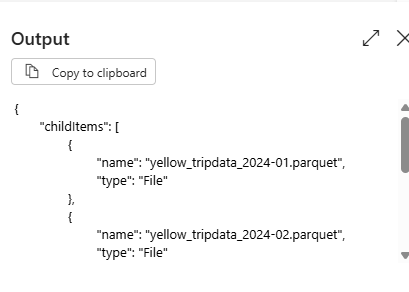 Output
Copy to clipboard
{
"childItems": [
{
"name": "yellow_tripdata_2024-01.parquet",
"type": "File"
},
{
"name": "yellow_tripdata_2024-02.parquet",
"type": "File"